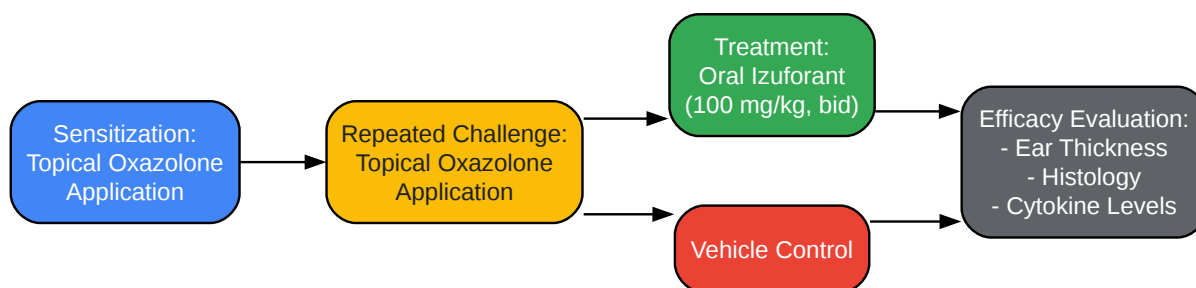 Sensitization:
Topical Oxazolone
Application
Repeated Challenge:
Topical Oxazolone
Application
Treatment:
Oral Izuforant
(100 mg/kg, bid)
Vehicle Control
Efficacy Evaluation:
- Ear Thickness
- Histology
- Cytokine Levels